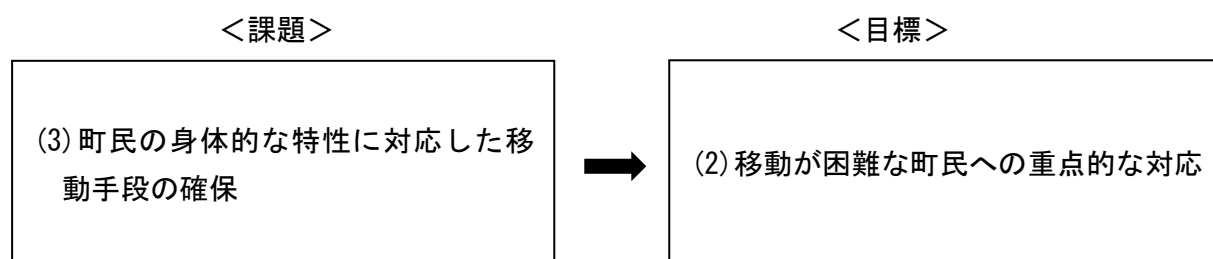 ＜課題＞
＜目標＞
(3)町民の身体的な特性に対応した移
動手段の確保
(2)移動が困難な町民への重点的な対応